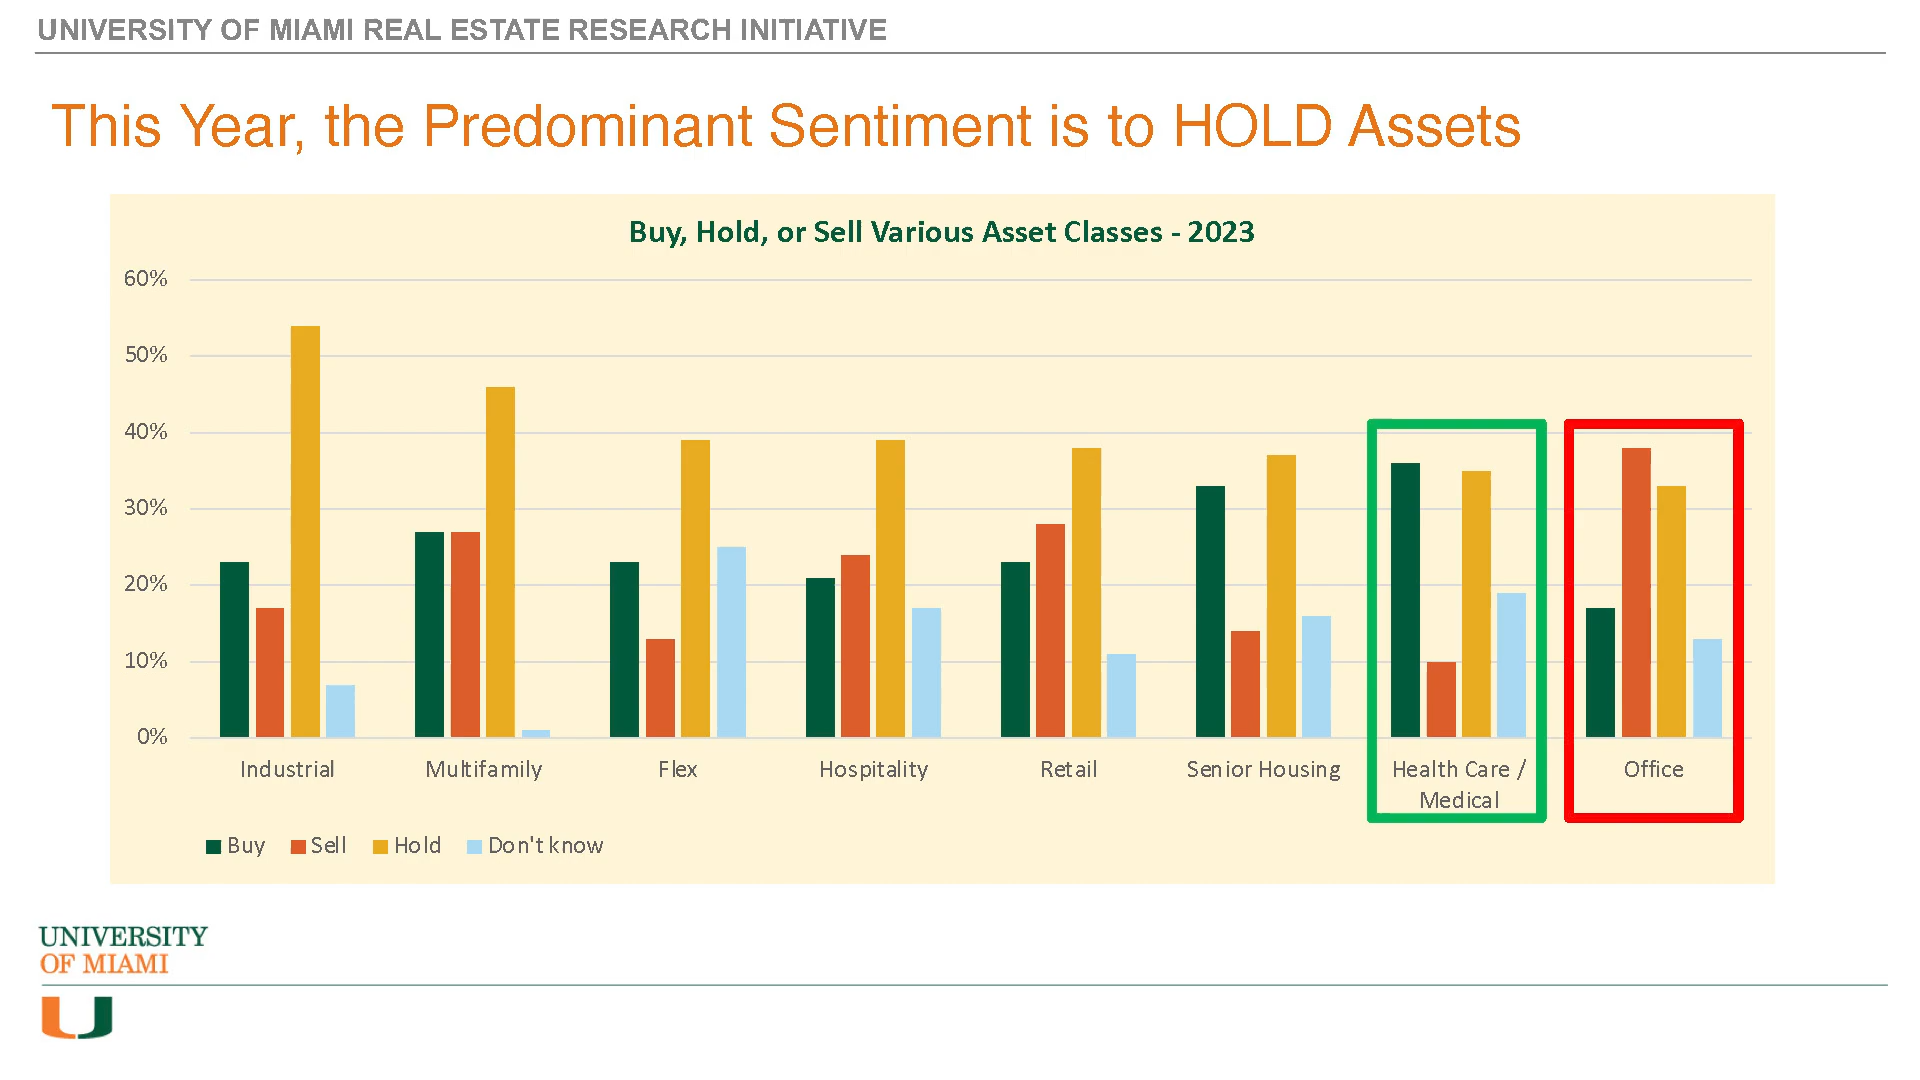 UNIVERSITY OF MIAMI REAL ESTATE RESEARCH INITIATIVE
This Year, the Predominant Sentiment is to HOLD Assets
Buy, Hold, or Sell Various Asset Classes - 2023
60%
50%
40%
30%
20%
10%
0%
Industrial
Multifamily
Flex
Hospitality
Retail
Senior Housing
Health Care /
Medical
Office
Buy
Sell
Hold
Don't know
UNIVERSITY
OF MIAMI